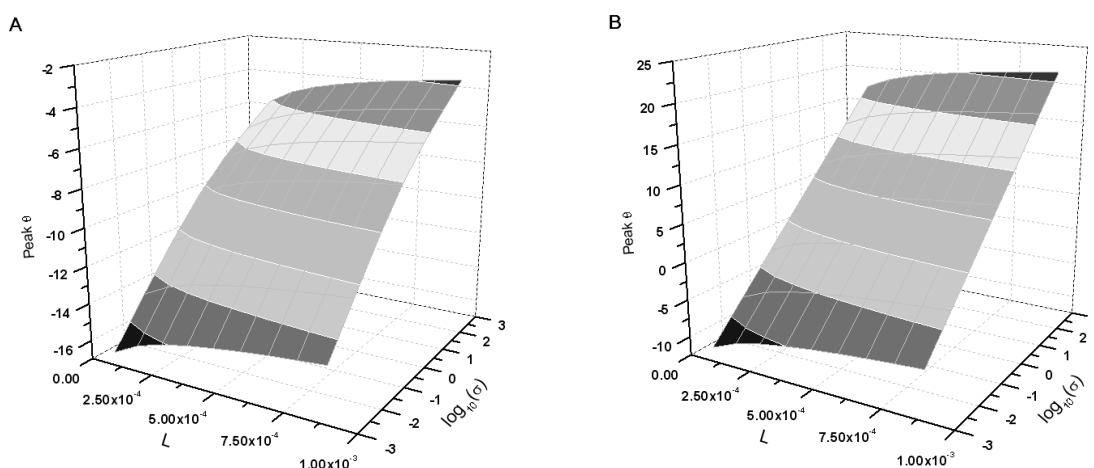 A
-2
-4
-6
-8
-10
-12
-14
-16
Peak θ
0.00
2.50x10⁻⁴
5.00x10⁻⁴
7.50x10⁻⁴
1.00x10⁻³
L
-3
-2
-1
0
1
2
3
log₁₀(σ)
B
25
20
15
10
5
0
-5
-10
Peak θ
0.00
2.50x10⁻⁴
5.00x10⁻⁴
7.50x10⁻⁴
1.00x10⁻³
L
-3
-2
-1
0
1
2
3
log₁₀(σ)